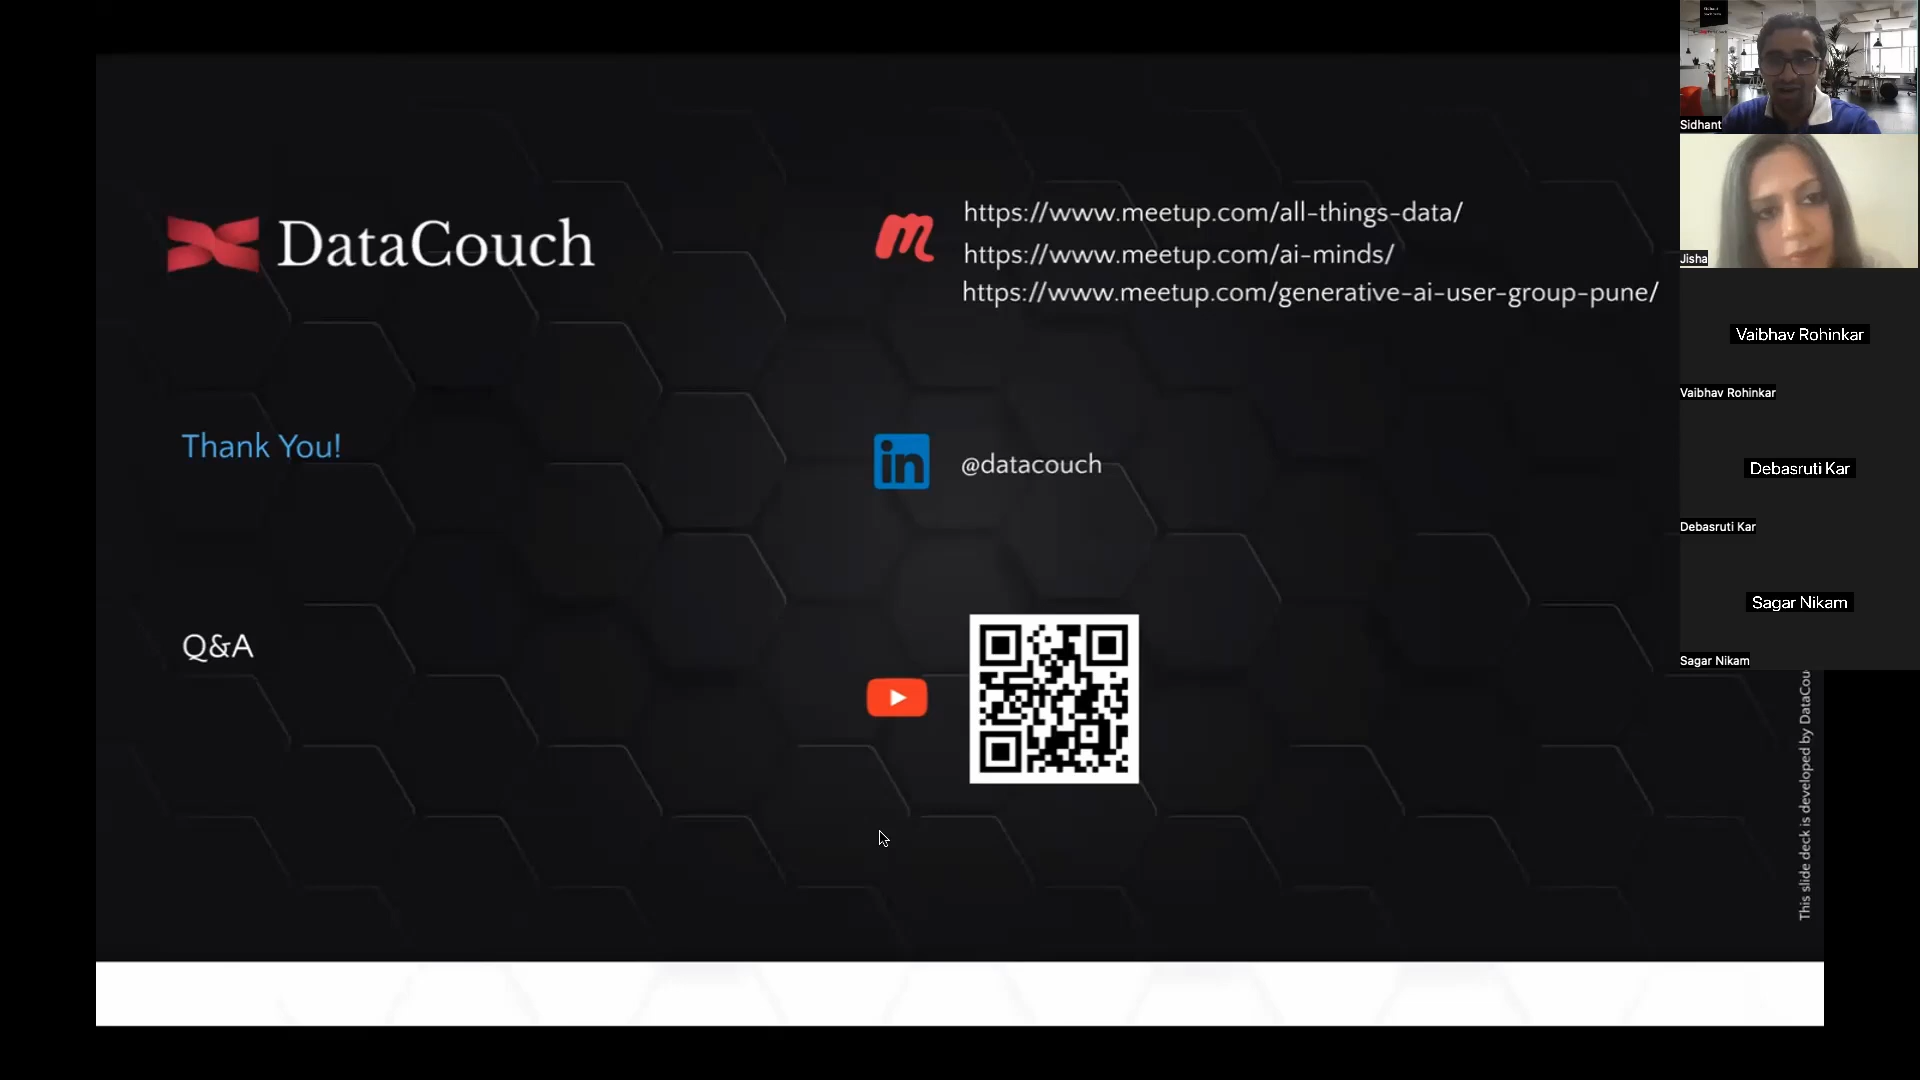 DataCouch
https://www.meetup.com/all-things-data/
https://www.meetup.com/ai-minds/
https://www.meetup.com/generative-ai-user-group-pune/
Thank You!
@datacouch
Q&A
Sidhant
Jisha
Vaibhav Rohinkar
Vaibhav Rohinkar
Debasruti Kar
Debasruti Kar
Sagar Nikam
Sagar Nikam
This slide deck is developed by DataCou